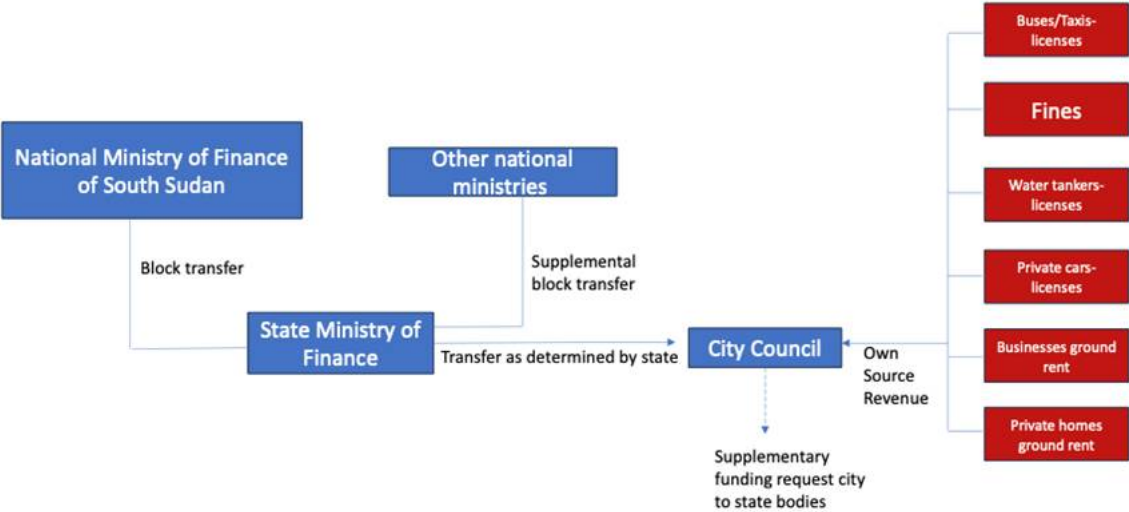 National Ministry of Finance
of South Sudan
Block transfer
Other national
ministries
Supplemental
block transfer
State Ministry of
Finance
Transfer as determined by state
City Council
Supplementary
funding request city
to state bodies
Own
Source
Revenue
Buses/Taxis-
licenses
Fines
Water tankers-
licenses
Private cars-
licenses
Businesses ground
rent
Private homes
ground rent